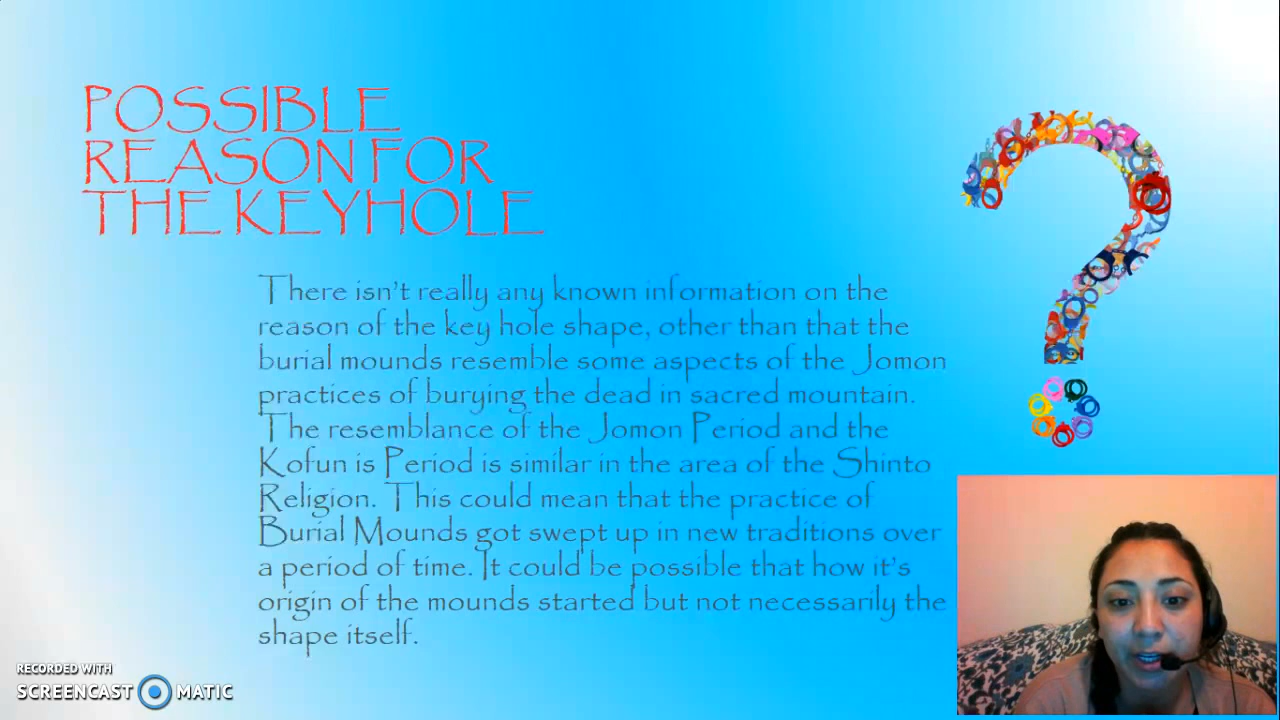 POSSIBLE
REASON FOR
THE KEYHOLE
There isn't really any known information on the
reason of the key hole shape, other than that the
burial mounds resemble some aspects of the Jomon
practices of burying the dead in sacred mountain.
The resemblance of the Jomon Period and the
Kofun is Period is similar in the area of the Shinto
Religion. This could mean that the practice of
Burial Mounds got swept up in new traditions over
a period of time. It could be possible that how it's
origin of the mounds started but not necessarily the
shape itself.
RECORDED WITH
SCREENCAST MATIC